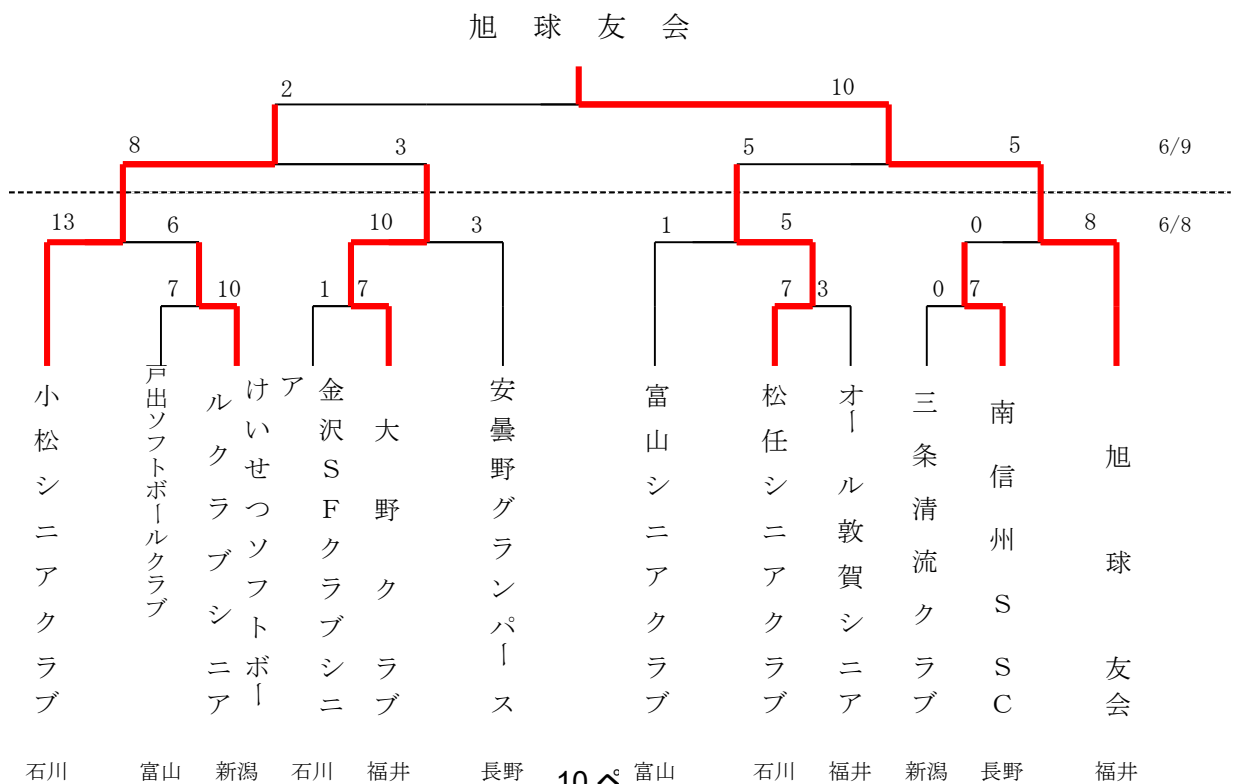 旭 球 友 会
2 10
8 3 5 5 6/9
13 6 10 3 1 5 0 8 6/8
7 10 1 7 7 3 0 7
小松シニアクラブ
戸出ソフトボールクラブ
けいせつソフトボー
ルクラブシニア
金沢SFクラブシニ
ア
大野クラブ
安曇野グランパース
富山シニアクラブ
松任シニアクラブ
オール敦賀シニア
三条清流クラブ
南信州SSC
旭球友会
石川 富山 新潟 石川 福井 長野 富山 石川 福井 新潟 長野 福井